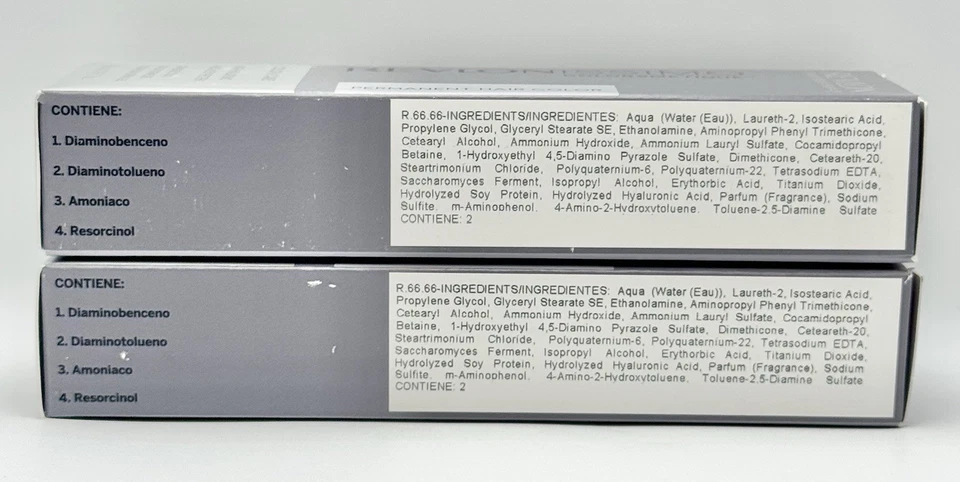 REVLONISSIMO
PERMANENT HAIR COLOR
CONTIENE:
1. Diaminobenceno
2. Diaminotolueno
3. Amoniaco
4. Resorcinol
R.66.66-INGREDIENTS/INGREDIENTES: Aqua (Water (Eau)), Laureth-2, Isostearic Acid,
Propylene Glycol, Glyceryl Stearate SE, Ethanolamine, Aminopropyl Phenyl Trimethicone,
Cetearyl Alcohol, Ammonium Hydroxide, Ammonium Lauryl Sulfate, Cocamidopropyl
Betaine, 1-Hydroxyethyl 4,5-Diamino Pyrazole Sulfate, Dimethicone, Ceteareth-20,
Steartrimonium Chloride, Polyquaternium-6, Polyquaternium-22, Tetrasodium EDTA,
Saccharomyces Ferment, Isopropyl Alcohol, Erythorbic Acid, Titanium Dioxide,
Hydrolyzed Soy Protein, Hydrolyzed Hyaluronic Acid, Parfum (Fragrance), Sodium
Sulfite, m-Aminophenol, 4-Amino-2-Hydroxytoluene, Toluene-2,5-Diamine Sulfate
CONTIENE: 2
CONTIENE:
1. Diaminobenceno
2. Diaminotolueno
3. Amoniaco
4. Resorcinol
R.66.66-INGREDIENTS/INGREDIENTES: Aqua (Water (Eau)), Laureth-2, Isostearic Acid,
Propylene Glycol, Glyceryl Stearate SE, Ethanolamine, Aminopropyl Phenyl Trimethicone,
Cetearyl Alcohol, Ammonium Hydroxide, Ammonium Lauryl Sulfate, Cocamidopropyl
Betaine, 1-Hydroxyethyl 4,5-Diamino Pyrazole Sulfate, Dimethicone, Ceteareth-20,
Steartrimonium Chloride, Polyquaternium-6, Polyquaternium-22, Tetrasodium EDTA,
Saccharomyces Ferment, Isopropyl Alcohol, Erythorbic Acid, Titanium Dioxide,
Hydrolyzed Soy Protein, Hydrolyzed Hyaluronic Acid, Parfum (Fragrance), Sodium
Sulfite, m-Aminophenol, 4-Amino-2-Hydroxytoluene, Toluene-2,5-Diamine Sulfate
CONTIENE: 2